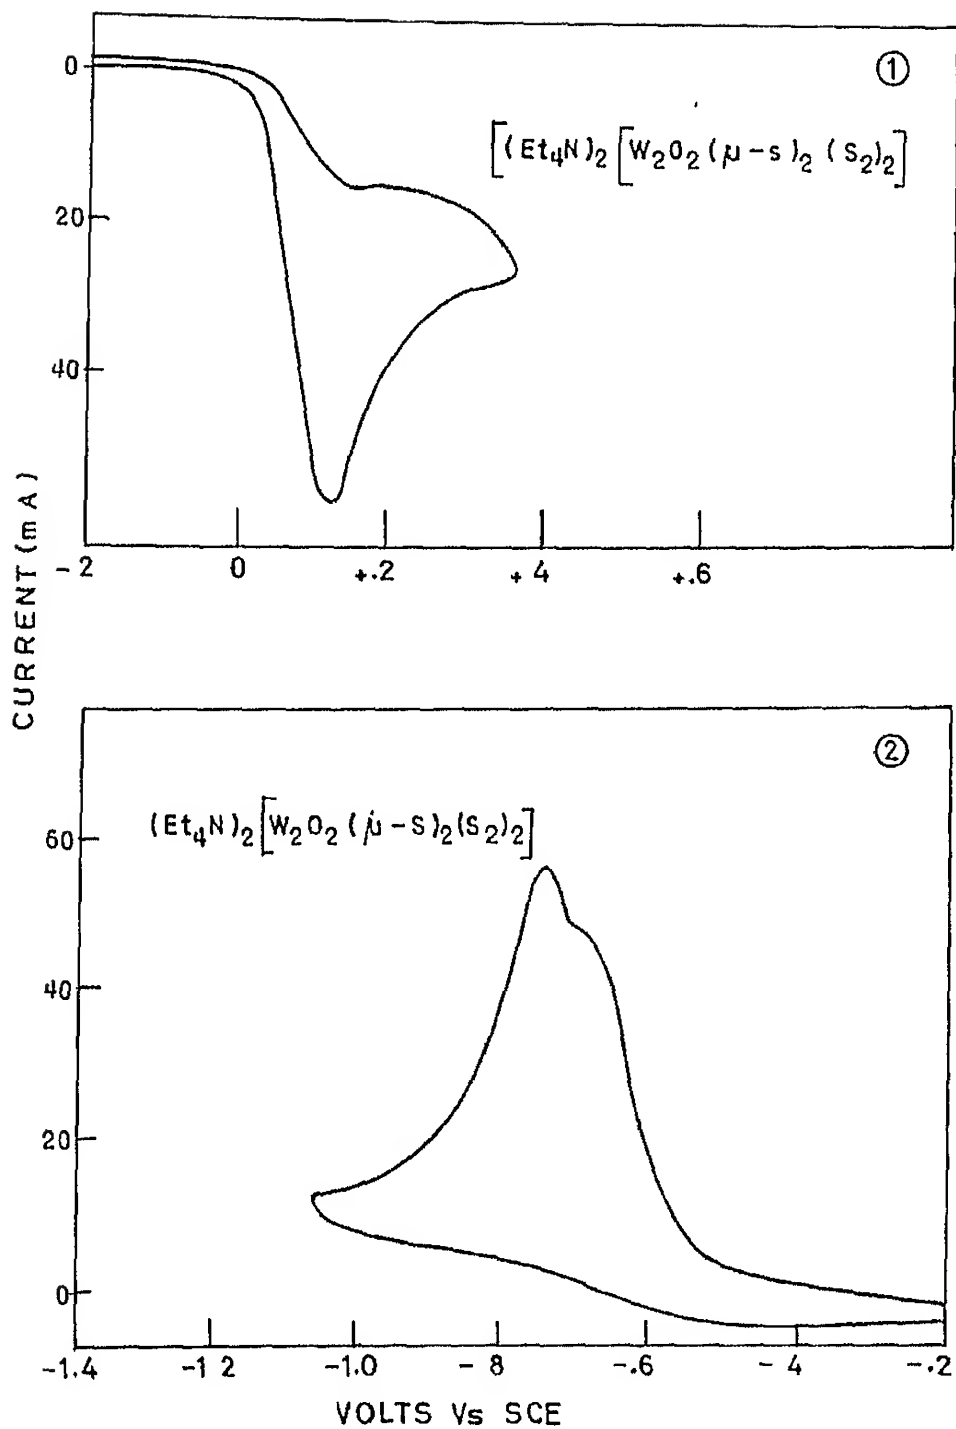 ①
[(Et₄N)₂[W₂O₂(μ-s)₂(S₂)₂]
0
20
40
-2 0 +.2 +4 +.6
CURRENT(mA)
②
(Et₄N)₂[W₂O₂(μ-S)₂(S₂)₂]
60
40
20
0
-1.4 -1 2 -1.0 -8 -.6 -4 -.2
VOLTS Vs SCE